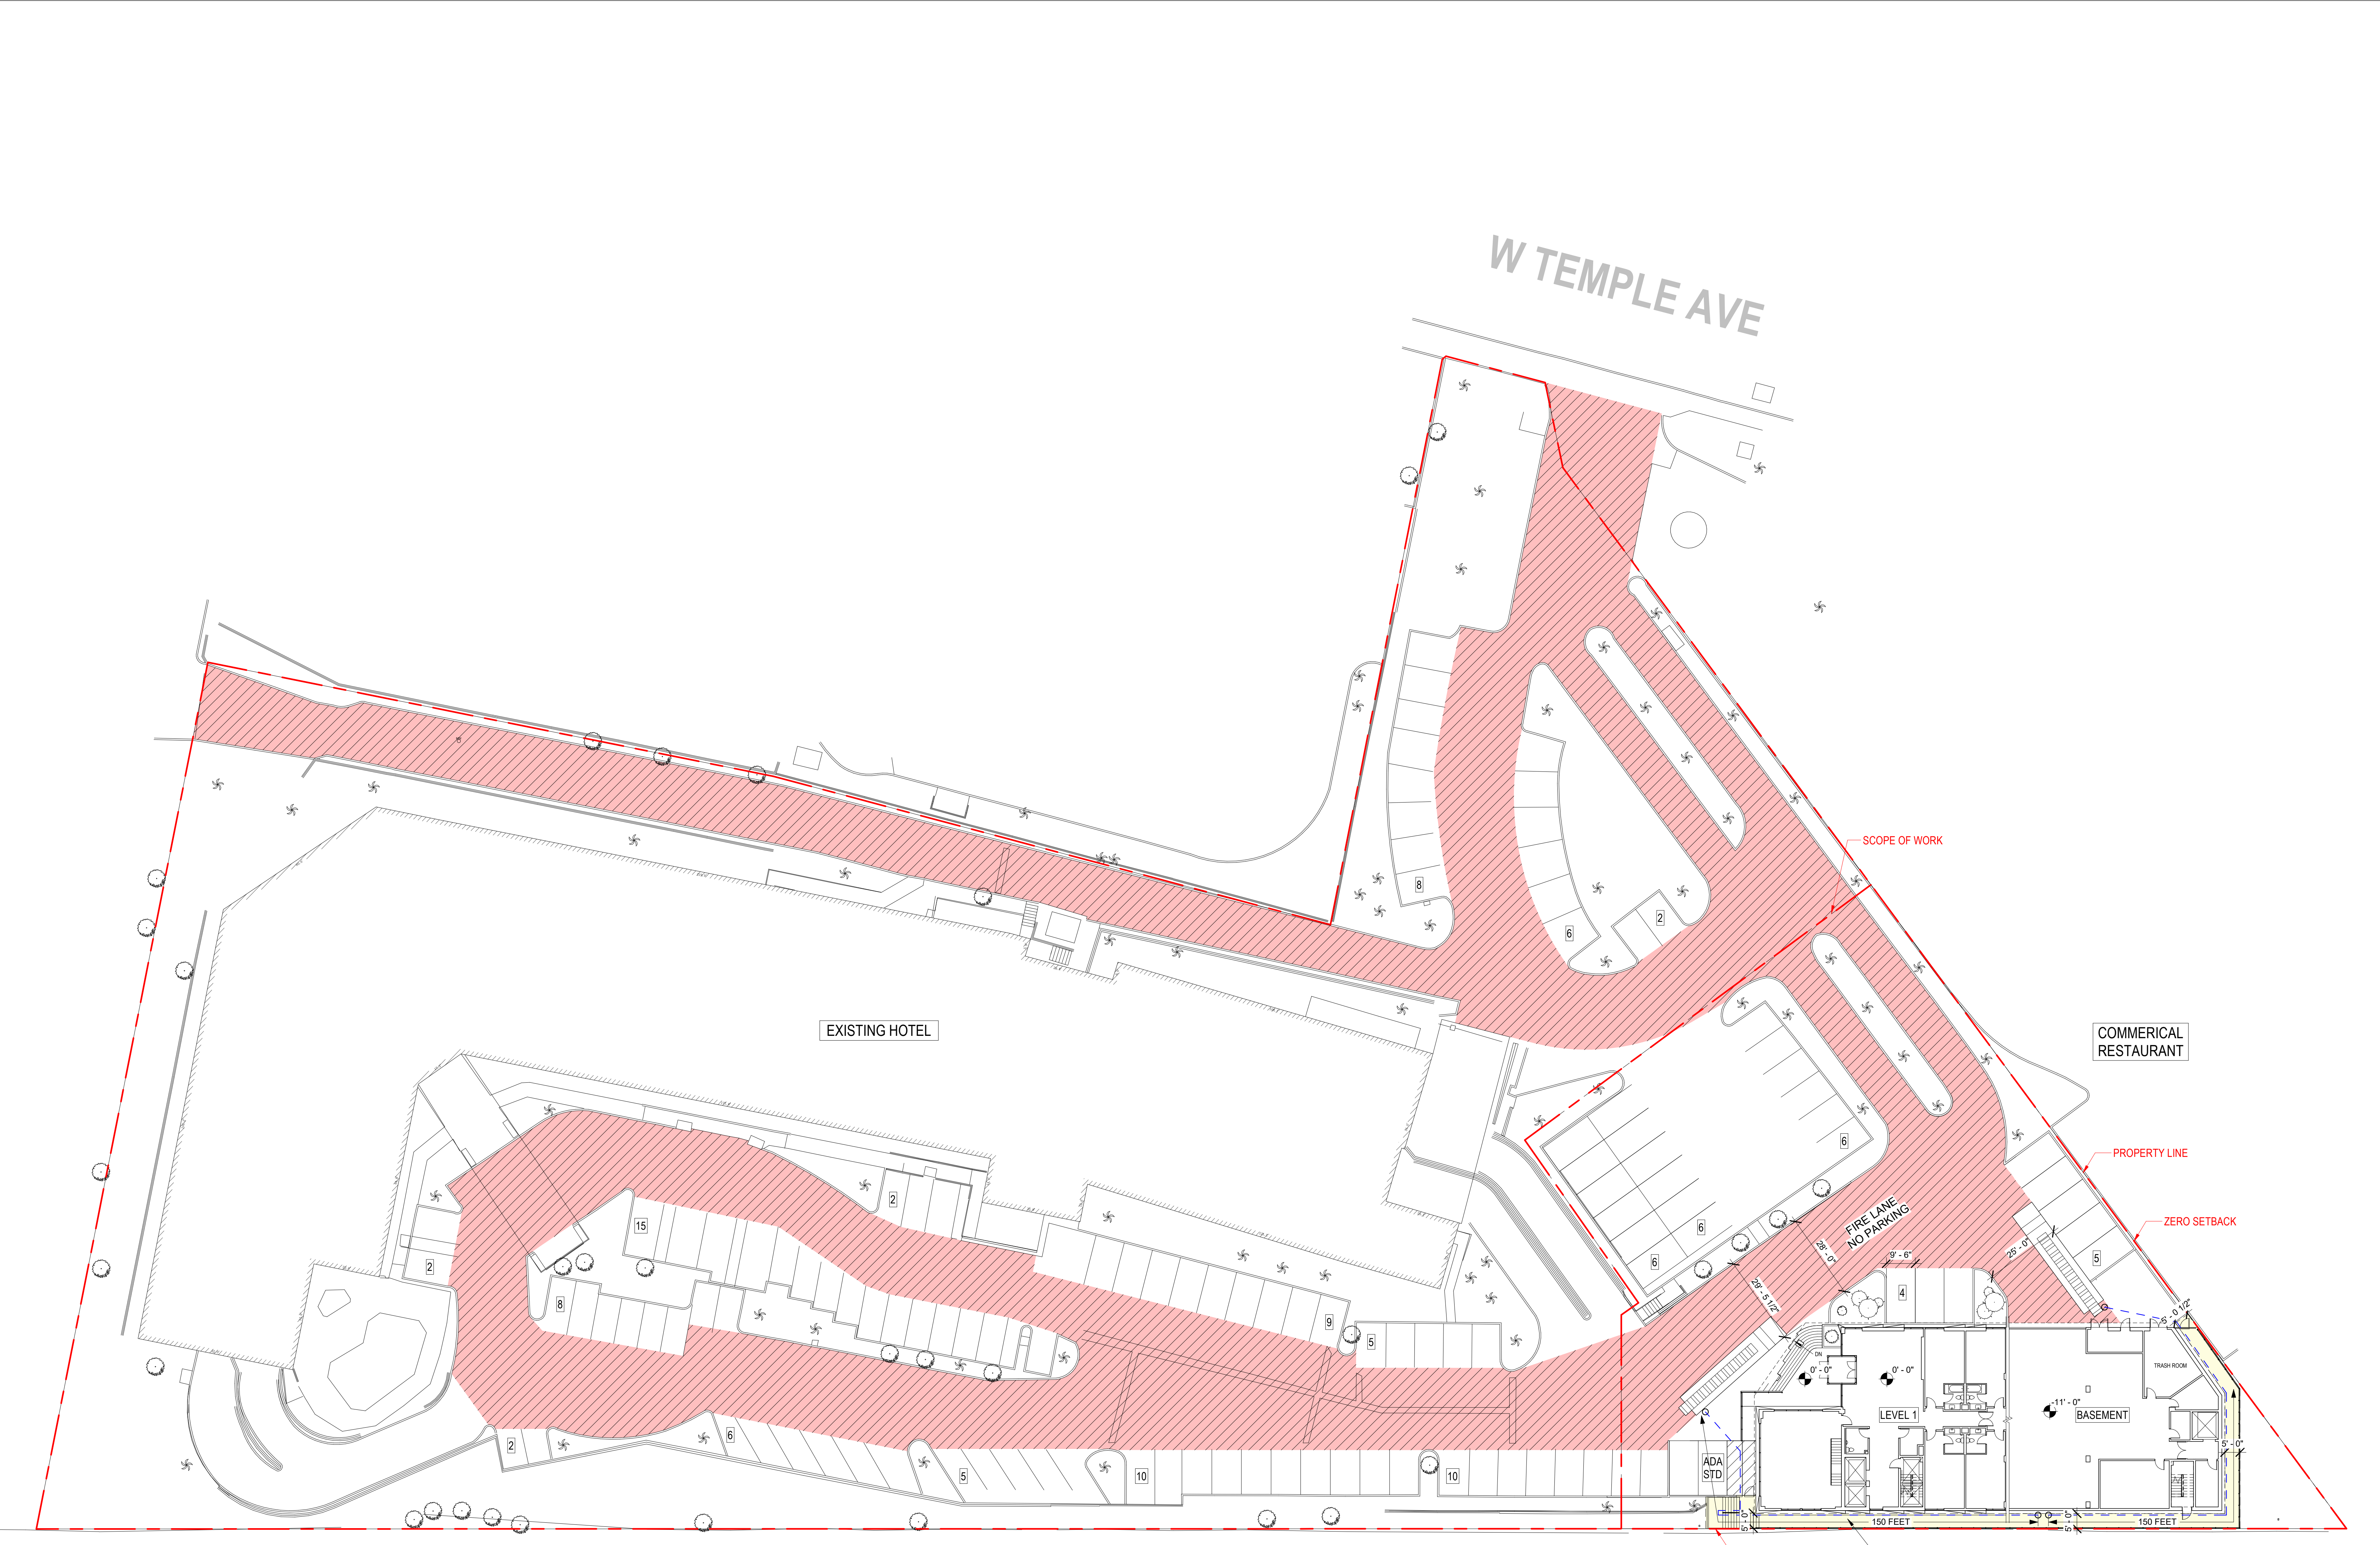 W TEMPLE AVE
SCOPE OF WORK
8
2
6
EXISTING HOTEL
COMMERICAL
RESTAURANT
6
PROPERTY LINE
2
15
6
FIRE LANE
NO PARKING
ZERO SETBACK
6
28' - 0"
25' - 0"
9' - 6"
5
2
29' - 5 1/2"
4
8
9
5
DN
0' - 0"
0' - 0"
TRASH ROOM
-11' - 0"
LEVEL 1
BASEMENT
2
6
5' - 0"
5
10
10
ADA
STD
5' - 0"
150 FEET
5' - 0"
150 FEET